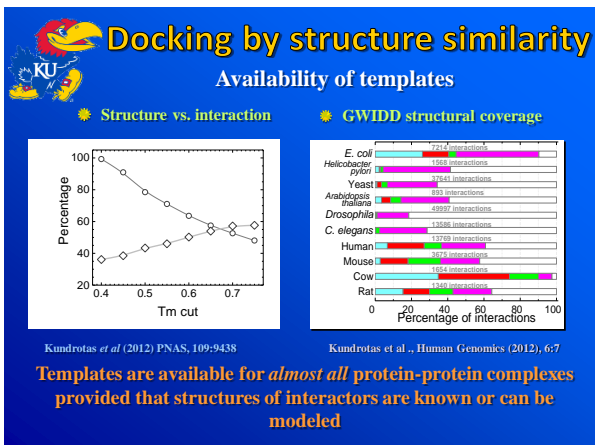 Docking by structure similarity
KU
Availability of templates
Structure vs. interaction
GWIDD structural coverage
100
80
60
40
20
Percentage
0.4 0.5 0.6 0.7
Tm cut
E. coli
7214 interactions
Helicobacter
pylori
1568 interactions
Yeast
37641 interactions
Arabidopsis
thaliana
893 interactions
Drosophila
49997 interactions
C. elegans
13586 interactions
Human
13769 interactions
Mouse
3675 interactions
Cow
1654 interactions
Rat
1340 interactions
0 20 40 60 80 100
Percentage of interactions
Kundrotas et al (2012) PNAS, 109:9438
Kundrotas et al ., Human Genomics (2012), 6:7
Templates are available for almost all protein-protein complexes
provided that structures of interactors are known or can be
modeled